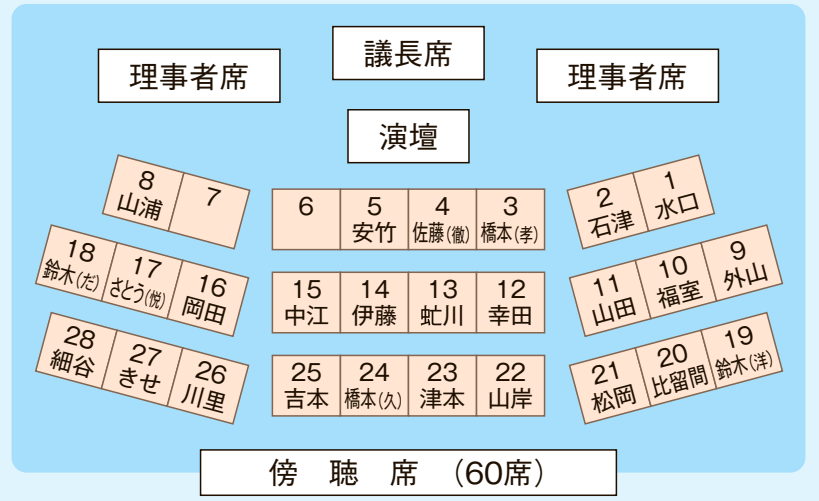 議長席
理事者席
理事者席
演壇
8
山浦
7
6
5
安竹
4
佐藤(徹)
3
橋本(孝)
2
石津
1
水口
18
鈴木(だ)
17
さとう(悦)
16
岡田
15
中江
14
伊藤
13
虻川
12
幸田
11
山田
10
福室
9
外山
28
細谷
27
きせ
26
川里
25
吉本
24
橋本(久)
23
津本
22
山岸
21
松岡
20
比留間
19
鈴木(洋)
傍 聴 席 (60席)